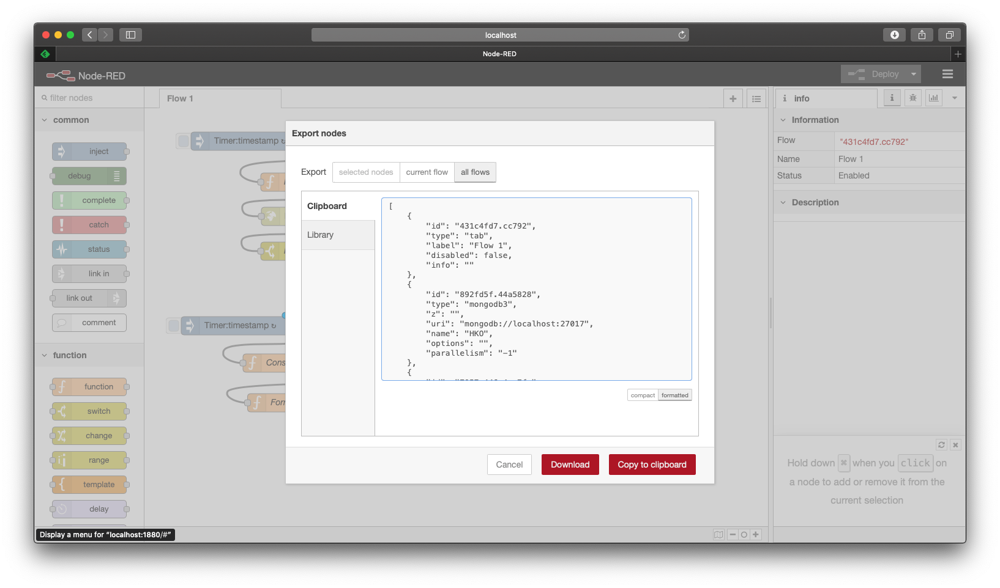 localhost
Node-RED
Node-RED
Deploy
filter nodes
Flow 1
info
common
inject
debug
complete
catch
status
link in
link out
comment
function
function
switch
change
range
template
delay
Timer:timestamp ↻
Timer:timestamp ↻
Export nodes
Export
selected nodes
current flow
all flows
Clipboard
Library
[
    {
        "id": "431c4fd7.cc792",
        "type": "tab",
        "label": "Flow 1",
        "disabled": false,
        "info": ""
    },
    {
        "id": "892fd5f.44a5828",
        "type": "mongodb3",
        "z": "",
        "uri": "mongodb://localhost:27017",
        "name": "HKO",
        "options": "",
        "parallelism": "-1"
    },
    {
compact
formatted
Cancel
Download
Copy to clipboard
Information
Flow "431c4fd7.cc792"
Name Flow 1
Status Enabled
Description
Hold down ⌘ when you click on
a node to add or remove it from the
current selection
Display a menu for “localhost:1880/#”